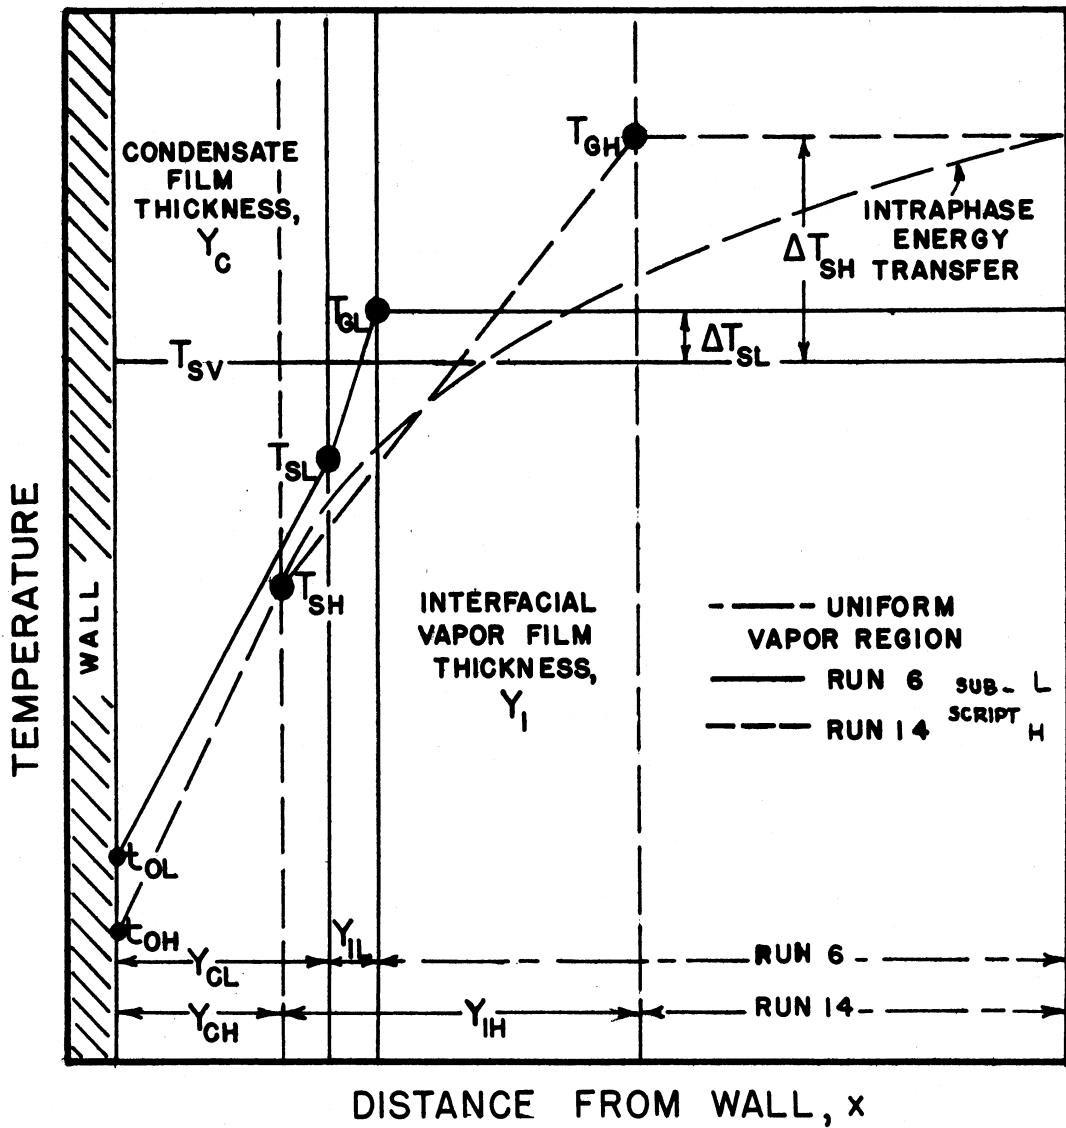 CONDENSATE
FILM
THICKNESS,
Y_C
T_GH
INTRAPHASE
ENERGY
TRANSFER
ΔT_SH
T_GL
ΔT_SL
T_SV
T_SL
T_SH
TEMPERATURE
WALL
INTERFACIAL
VAPOR FILM
THICKNESS,
Y_I
UNIFORM
VAPOR REGION
RUN 6 SUB- L
RUN 14 SCRIPT H
t_OL
t_OH
Y_CL
Y_IL
RUN 6
Y_CH
Y_IH
RUN 14
DISTANCE FROM WALL, x